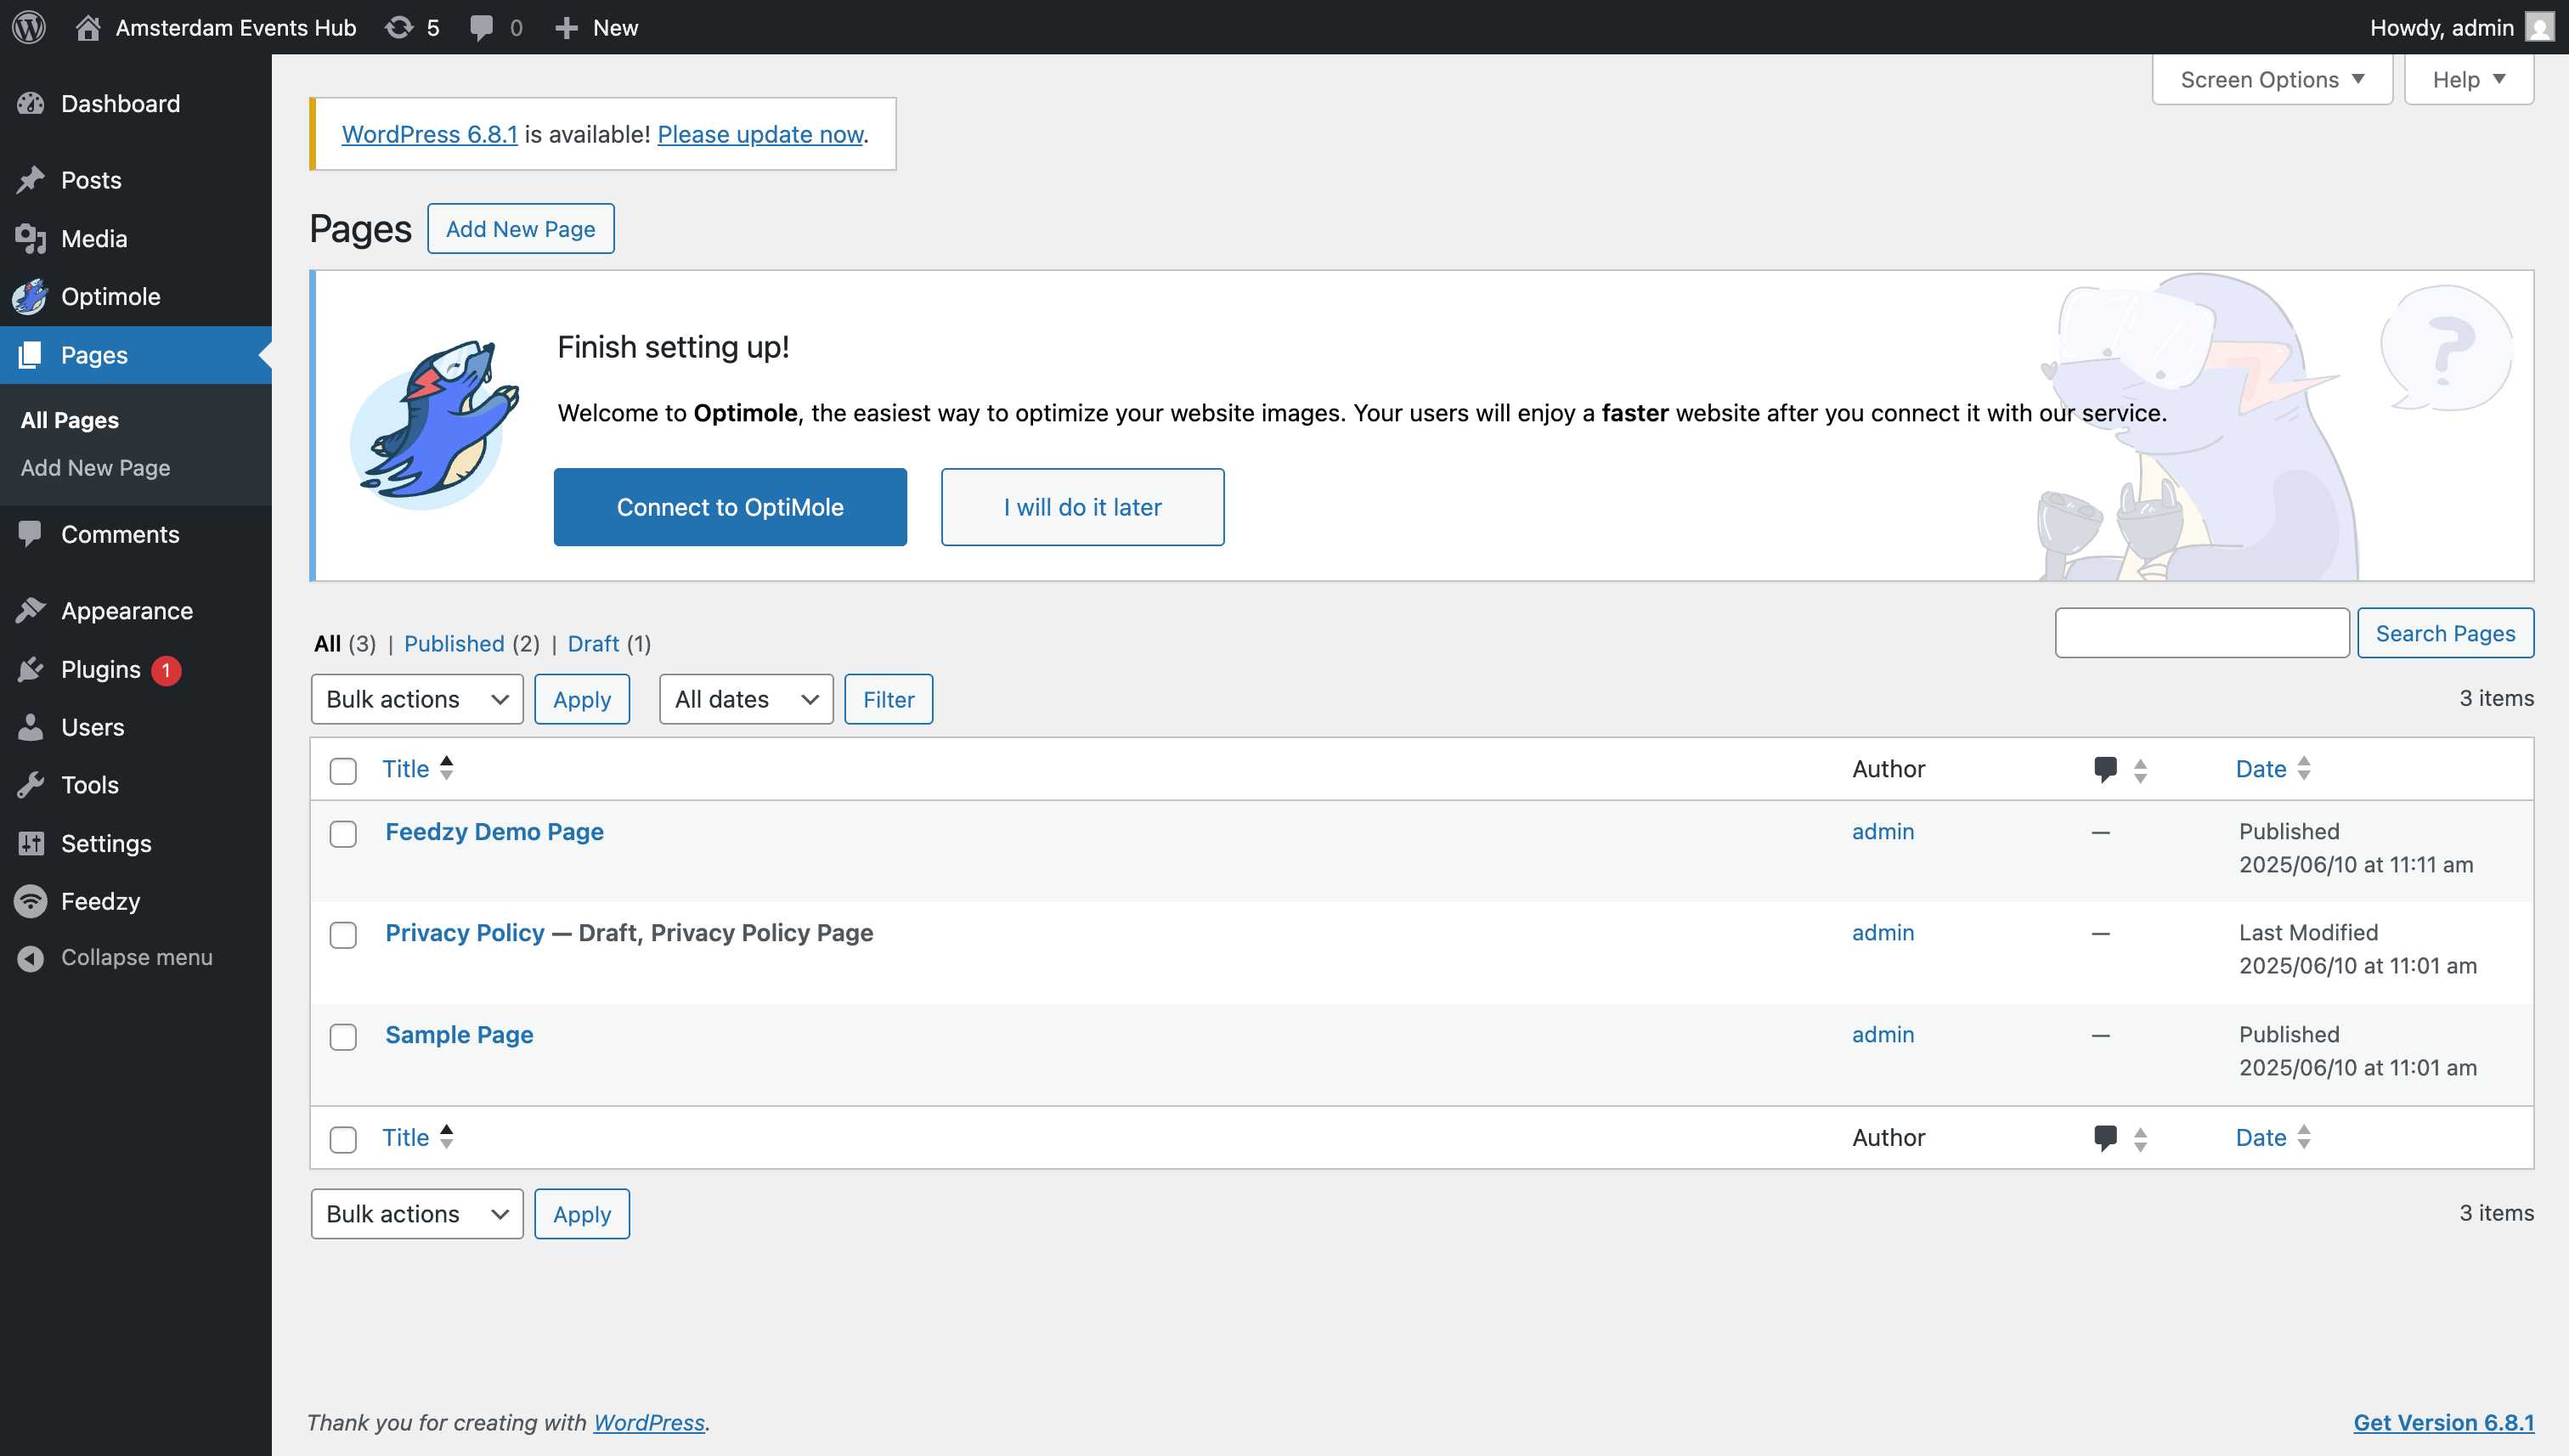 Amsterdam Events Hub 5 0 New Howdy, admin
Dashboard
Posts
Media
Optimole
Pages
All Pages
Add New Page
Comments
Appearance
Plugins 1
Users
Tools
Settings
Feedzy
Collapse menu
Screen Options Help
WordPress 6.8.1 is available! Please update now.
Pages Add New Page
Finish setting up!
Welcome to Optimole, the easiest way to optimize your website images. Your users will enjoy a faster website after you connect it with our service.
Connect to OptiMole I will do it later
?
All (3) | Published (2) | Draft (1)
Search Pages
Bulk actions Apply All dates Filter 3 items
Title Author Date
Feedzy Demo Page admin — Published
2025/06/10 at 11:11 am
Privacy Policy — Draft, Privacy Policy Page admin — Last Modified
2025/06/10 at 11:01 am
Sample Page admin — Published
2025/06/10 at 11:01 am
Title Author Date
Bulk actions Apply 3 items
Thank you for creating with WordPress. Get Version 6.8.1